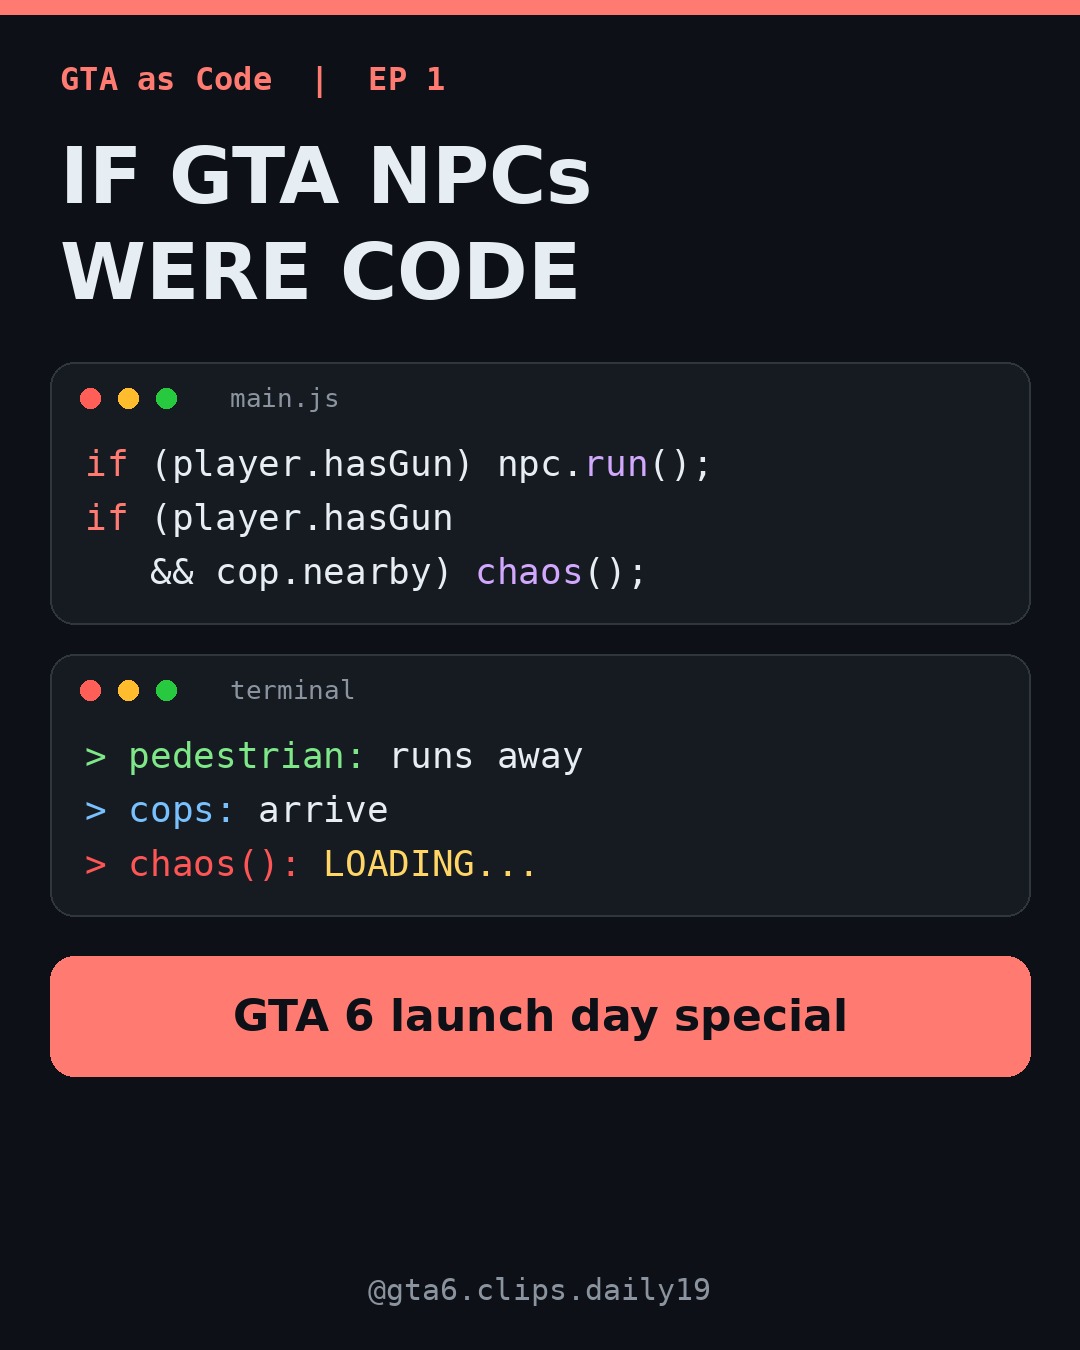 GTA as Code | EP 1
IF GTA NPCs
WERE CODE
main.js
if (player.hasGun) npc.run();
if (player.hasGun
&& cop.nearby) chaos();
terminal
> pedestrian: runs away
> cops: arrive
> chaos(): LOADING...
GTA 6 launch day special
@gta6.clips.daily19